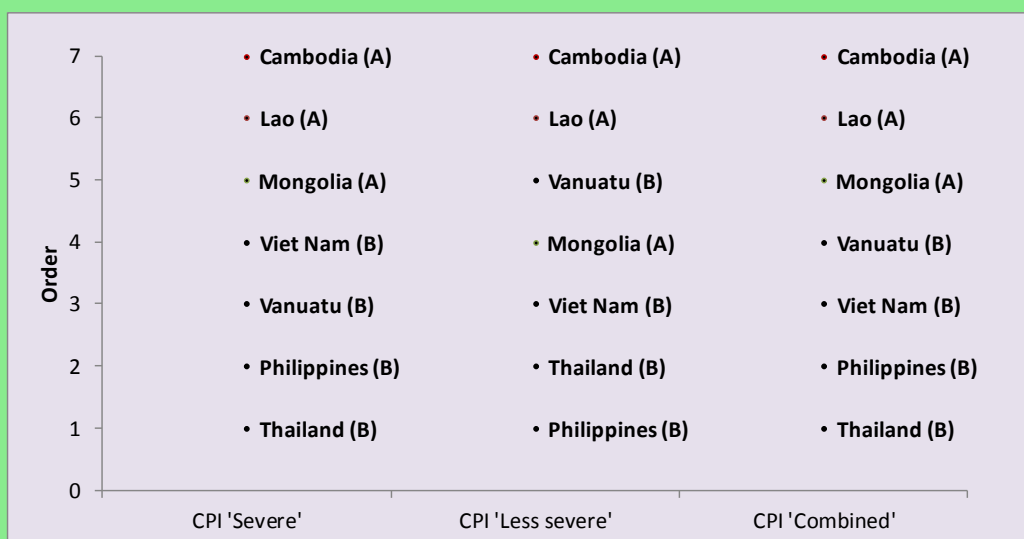 Order
7 Cambodia (A) Cambodia (A) Cambodia (A)
6 Lao (A) Lao (A) Lao (A)
5 Mongolia (A) Vanuatu (B) Mongolia (A)
4 Viet Nam (B) Mongolia (A) Vanuatu (B)
3 Vanuatu (B) Viet Nam (B) Viet Nam (B)
2 Philippines (B) Thailand (B) Philippines (B)
1 Thailand (B) Philippines (B) Thailand (B)
0
CPI 'Severe' CPI 'Less severe' CPI 'Combined'